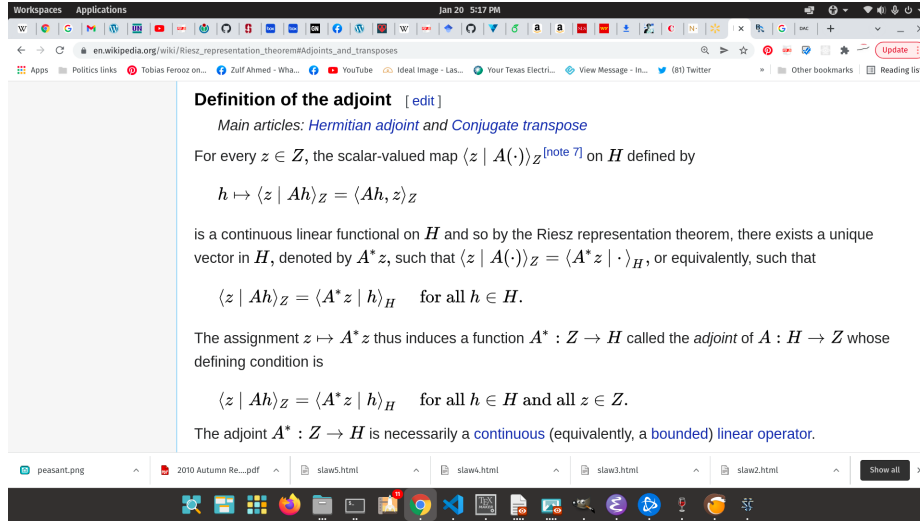 Workspaces Applications Jan 20 5:17 PM
en.wikipedia.org/wiki/Riesz_representation_theorem#Adjoints_and_transposes Update
Apps Politics links Tobias Ferooz on... Zulf Ahmed - Wha... YouTube Ideal Image - Las... Your Texas Electri... View Message - In... (81) Twitter » Other bookmarks Reading lis
Definition of the adjoint [ edit ]
Main articles: Hermitian adjoint and Conjugate transpose
For every z ∈ Z, the scalar-valued map ⟨z | A(·)⟩_Z [note 7] on H defined by
h ↦ ⟨z | Ah⟩_Z = ⟨Ah, z⟩_Z
is a continuous linear functional on H and so by the Riesz representation theorem, there exists a unique
vector in H, denoted by A*z, such that ⟨z | A(·)⟩_Z = ⟨A*z | ·⟩_H, or equivalently, such that
⟨z | Ah⟩_Z = ⟨A*z | h⟩_H for all h ∈ H.
The assignment z ↦ A*z thus induces a function A* : Z → H called the adjoint of A : H → Z whose
defining condition is
⟨z | Ah⟩_Z = ⟨A*z | h⟩_H for all h ∈ H and all z ∈ Z.
The adjoint A* : Z → H is necessarily a continuous (equivalently, a bounded) linear operator.
peasant.png 2010 Autumn Re....pdf slaw5.html slaw4.html slaw3.html slaw2.html Show all
11